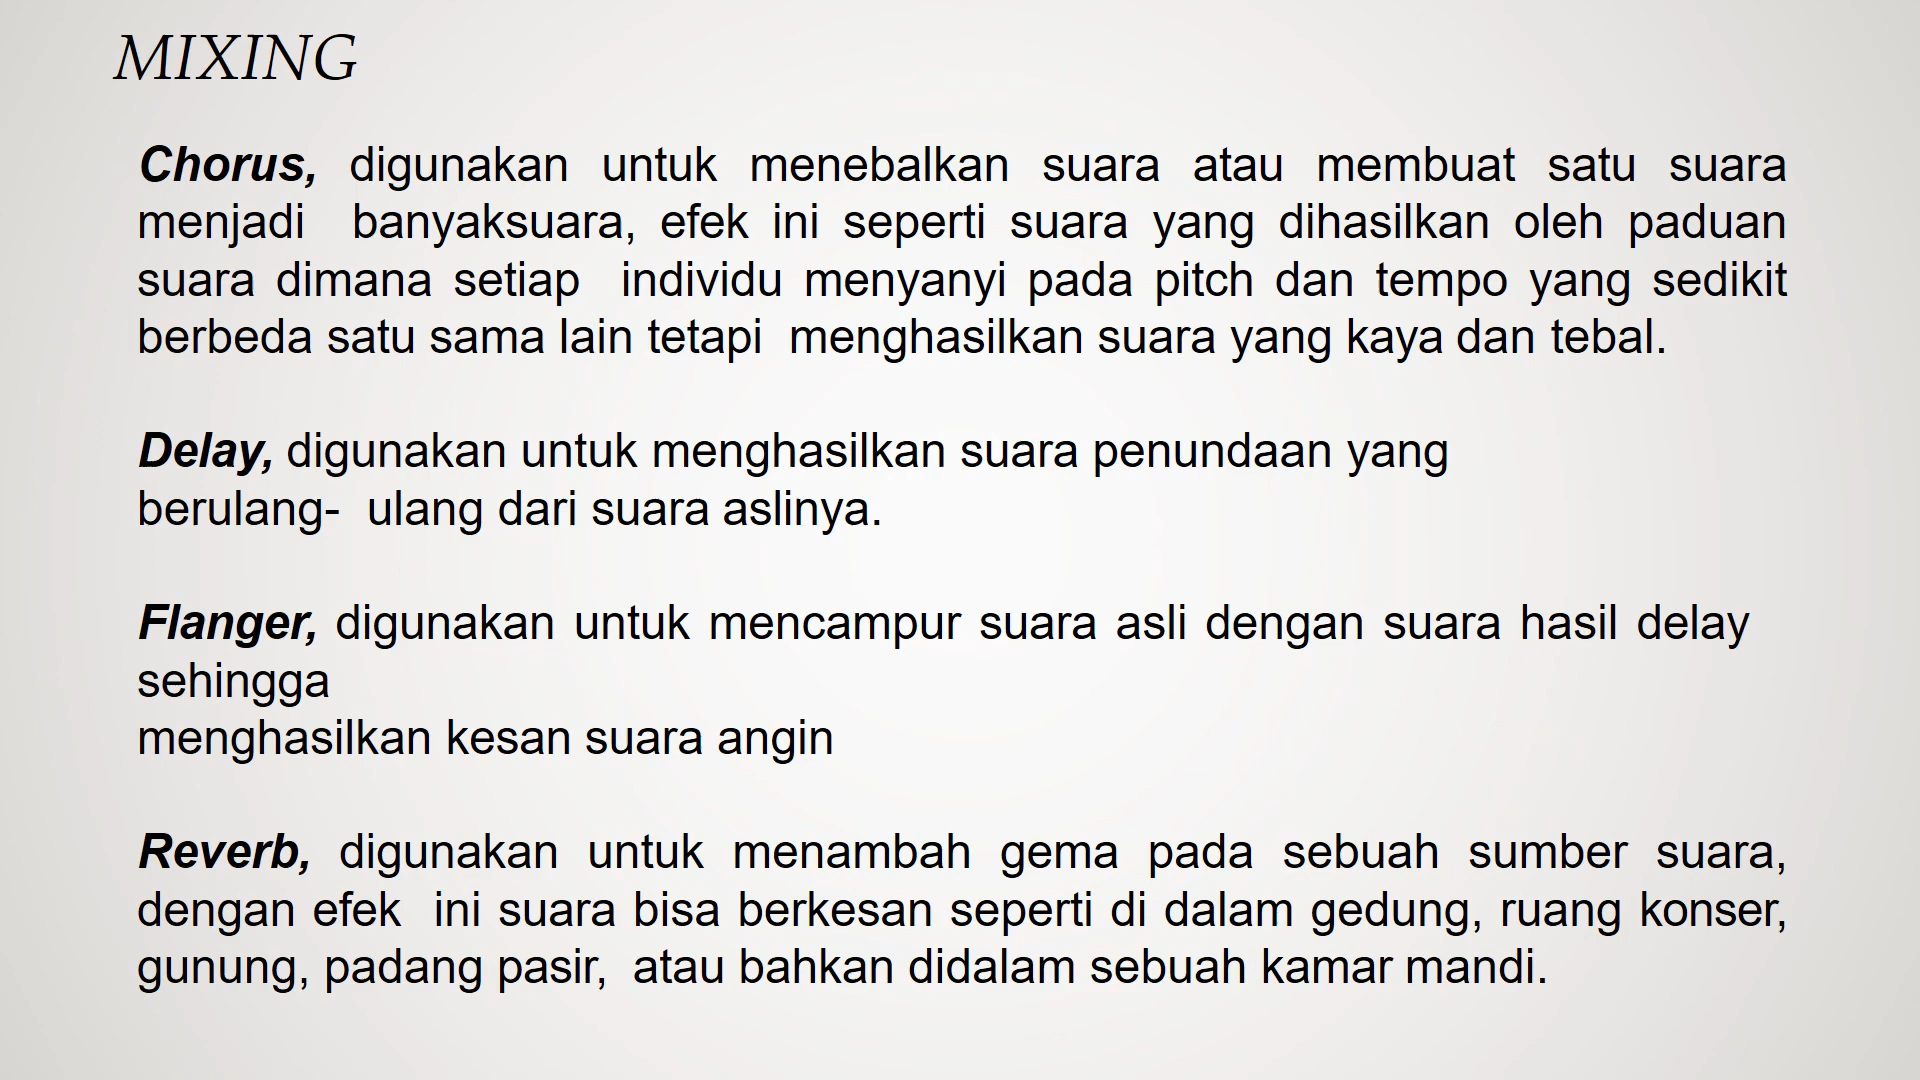 MIXING
Chorus, digunakan untuk menebalkan suara atau membuat satu suara
menjadi banyaksuara, efek ini seperti suara yang dihasilkan oleh paduan
suara dimana setiap individu menyanyi pada pitch dan tempo yang sedikit
berbeda satu sama lain tetapi menghasilkan suara yang kaya dan tebal.
Delay, digunakan untuk menghasilkan suara penundaan yang
berulang- ulang dari suara aslinya.
Flanger, digunakan untuk mencampur suara asli dengan suara hasil delay
sehingga
menghasilkan kesan suara angin
Reverb, digunakan untuk menambah gema pada sebuah sumber suara,
dengan efek ini suara bisa berkesan seperti di dalam gedung, ruang konser,
gunung, padang pasir, atau bahkan didalam sebuah kamar mandi.